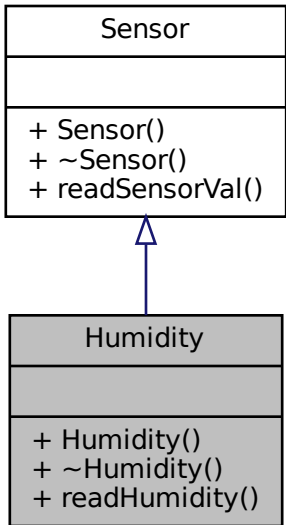 Sensor
+ Sensor()
+ ~Sensor()
+ readSensorVal()
Humidity
+ Humidity()
+ ~Humidity()
+ readHumidity()